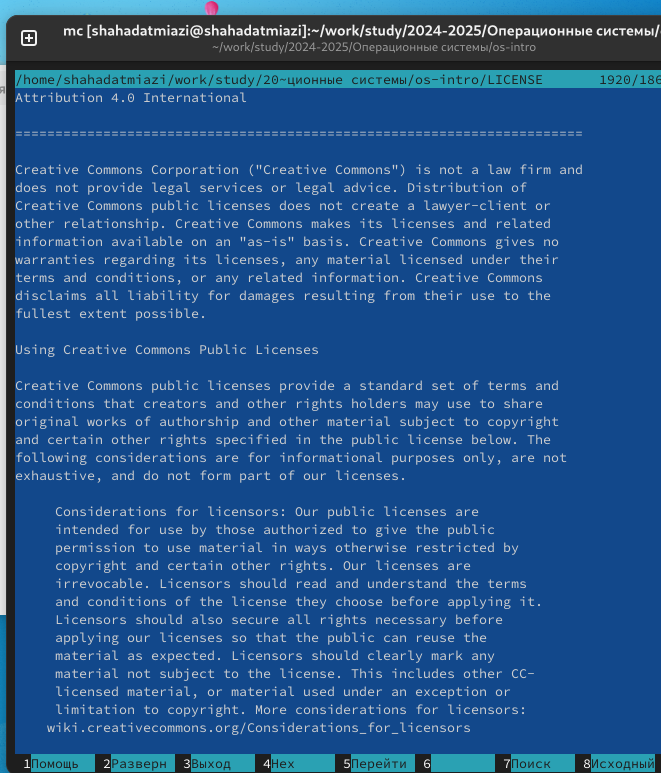 mc [shahadatmiazi@shahadatmiazi]:~/work/study/2024-2025/Операционные системы/
~/work/study/2024-2025/Операционные системы/os-intro
/home/shahadatmiazi/work/study/20~ционные системы/os-intro/LICENSE 1920/186
Attribution 4.0 International
=======================================================================
Creative Commons Corporation ("Creative Commons") is not a law firm and
does not provide legal services or legal advice. Distribution of
Creative Commons public licenses does not create a lawyer-client or
other relationship. Creative Commons makes its licenses and related
information available on an "as-is" basis. Creative Commons gives no
warranties regarding its licenses, any material licensed under their
terms and conditions, or any related information. Creative Commons
disclaims all liability for damages resulting from their use to the
fullest extent possible.
Using Creative Commons Public Licenses
Creative Commons public licenses provide a standard set of terms and
conditions that creators and other rights holders may use to share
original works of authorship and other material subject to copyright
and certain other rights specified in the public license below. The
following considerations are for informational purposes only, are not
exhaustive, and do not form part of our licenses.
Considerations for licensors: Our public licenses are
intended for use by those authorized to give the public
permission to use material in ways otherwise restricted by
copyright and certain other rights. Our licenses are
irrevocable. Licensors should read and understand the terms
and conditions of the license they choose before applying it.
Licensors should also secure all rights necessary before
applying our licenses so that the public can reuse the
material as expected. Licensors should clearly mark any
material not subject to the license. This includes other CC-
licensed material, or material used under an exception or
limitation to copyright. More considerations for licensors:
wiki.creativecommons.org/Considerations_for_licensors
1Помощь 2Разверн 3Выход 4Hex 5Перейти 6 7Поиск 8Исходный